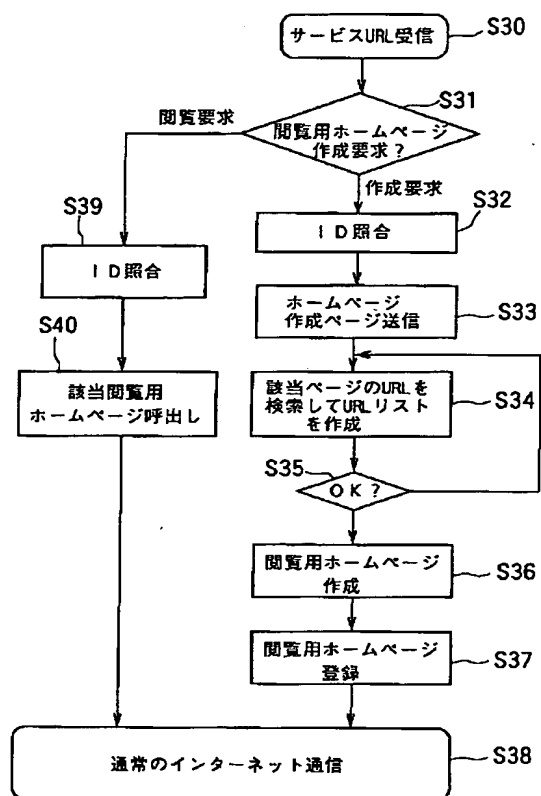 サービスURL受信
S30
S31
閲覧要求
閲覧用ホームページ
作成要求？
作成要求
S39
S32
ＩＤ照合
ＩＤ照合
S40
ホームページ
作成ページ送信
S33
該当閲覧用
ホームページ呼出し
該当ページのURLを
検索してURLリスト
を作成
S34
S35
ＯＫ？
閲覧用ホームページ
作成
S36
閲覧用ホームページ
登録
S37
通常のインターネット通信
S38